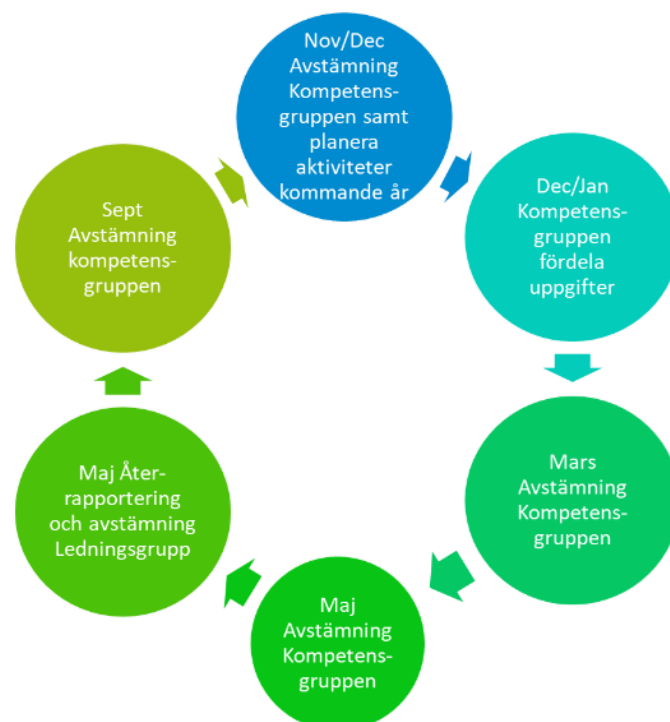 Nov/Dec
Avstämning
Kompetens-
gruppen samt
planera
aktiviteter
kommande år
Dec/Jan
Kompetens-
gruppen
fördela
uppgifter
Mars
Avstämning
Kompetens-
gruppen
Maj
Avstämning
Kompetens-
gruppen
Maj Åter-
rapportering
och avstämning
Ledningsgrupp
Sept
Avstämning
kompetens-
gruppen